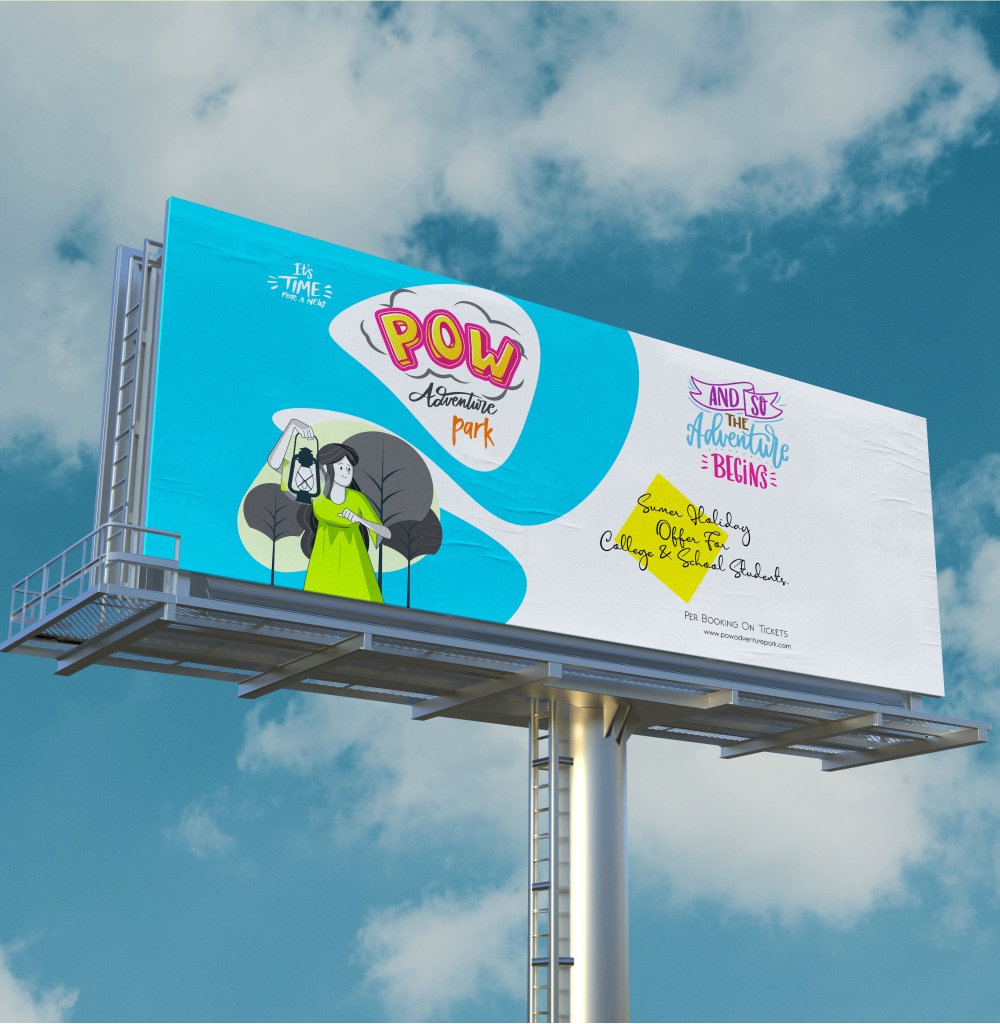 It's
TIME
FOR A NEW
POW
Adventure
park
AND SO
THE
Adventure
BEGINS
Sumer Holiday
Offer For
College & School Students.
PER BOOKING ON TICKETS
www.powadventurepark.com